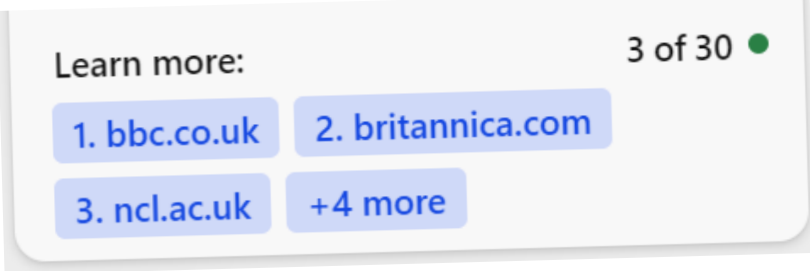 Learn more:
3 of 30
1. bbc.co.uk
2. britannica.com
3. ncl.ac.uk
+4 more